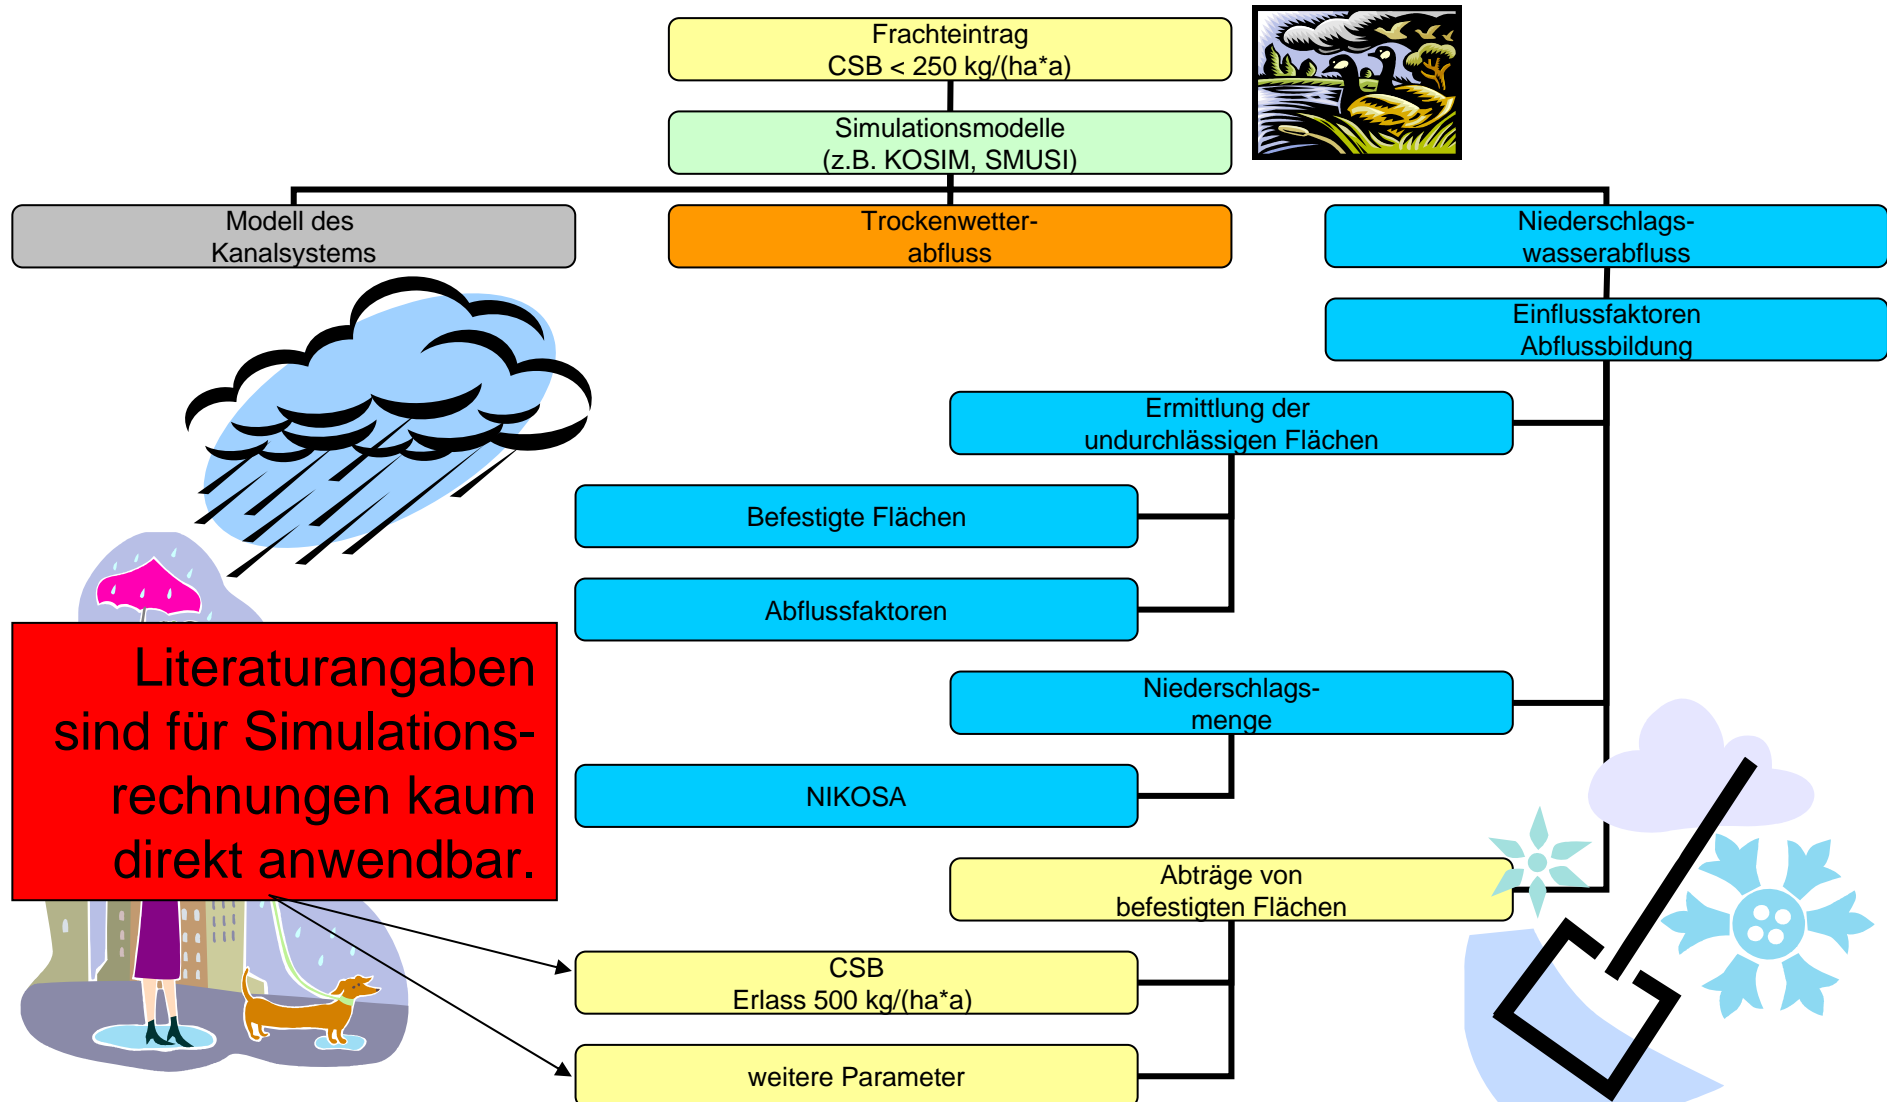 Frachteintrag
CSB < 250 kg/(ha*a)
Simulationsmodelle
(z.B. KOSIM, SMUSI)
Modell des
Kanalsystems
Trockenwetter-
abfluss
Niederschlags-
wasserabfluss
Einflussfaktoren
Abflussbildung
Ermittlung der
undurchlässigen Flächen
Befestigte Flächen
Abflussfaktoren
Literaturangaben
sind für Simulations-
rechnungen kaum
direkt anwendbar.
Niederschlags-
menge
NIKOSA
Abträge von
befestigten Flächen
CSB
Erlass 500 kg/(ha*a)
weitere Parameter